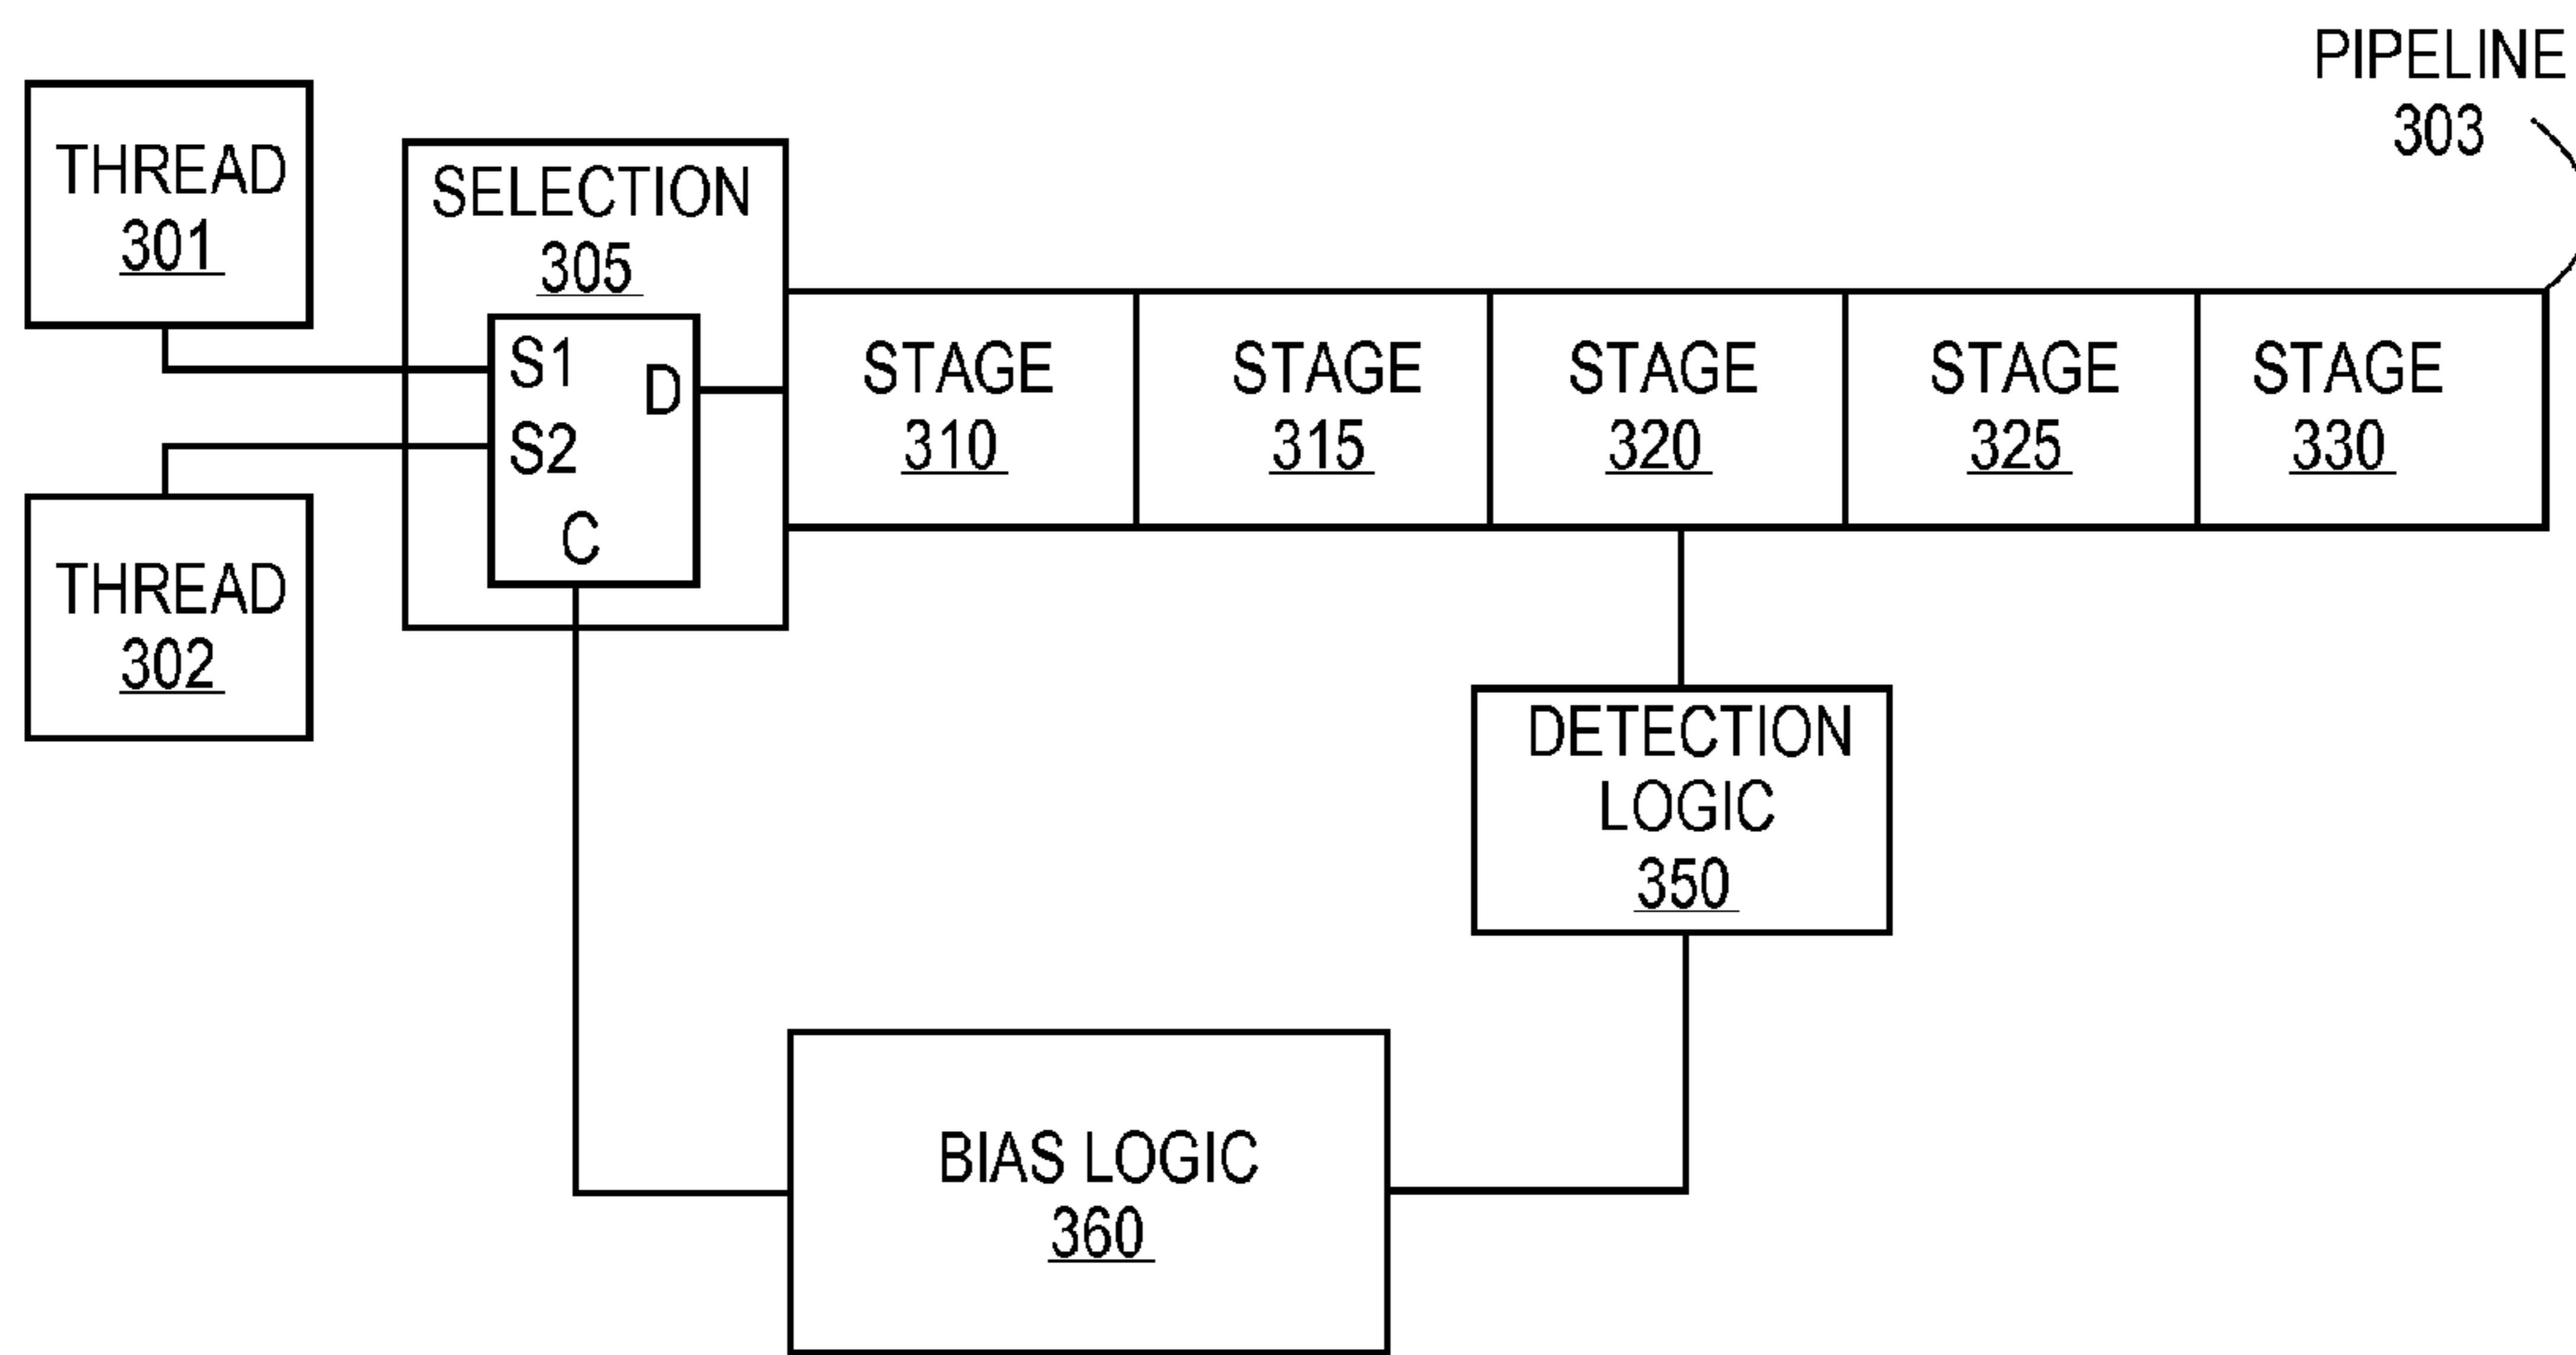 PIPELINE
303
THREAD
301
SELECTION
305
S1
S2
D
C
THREAD
302
STAGE
310
STAGE
315
STAGE
320
STAGE
325
STAGE
330
DETECTION
LOGIC
350
BIAS LOGIC
360